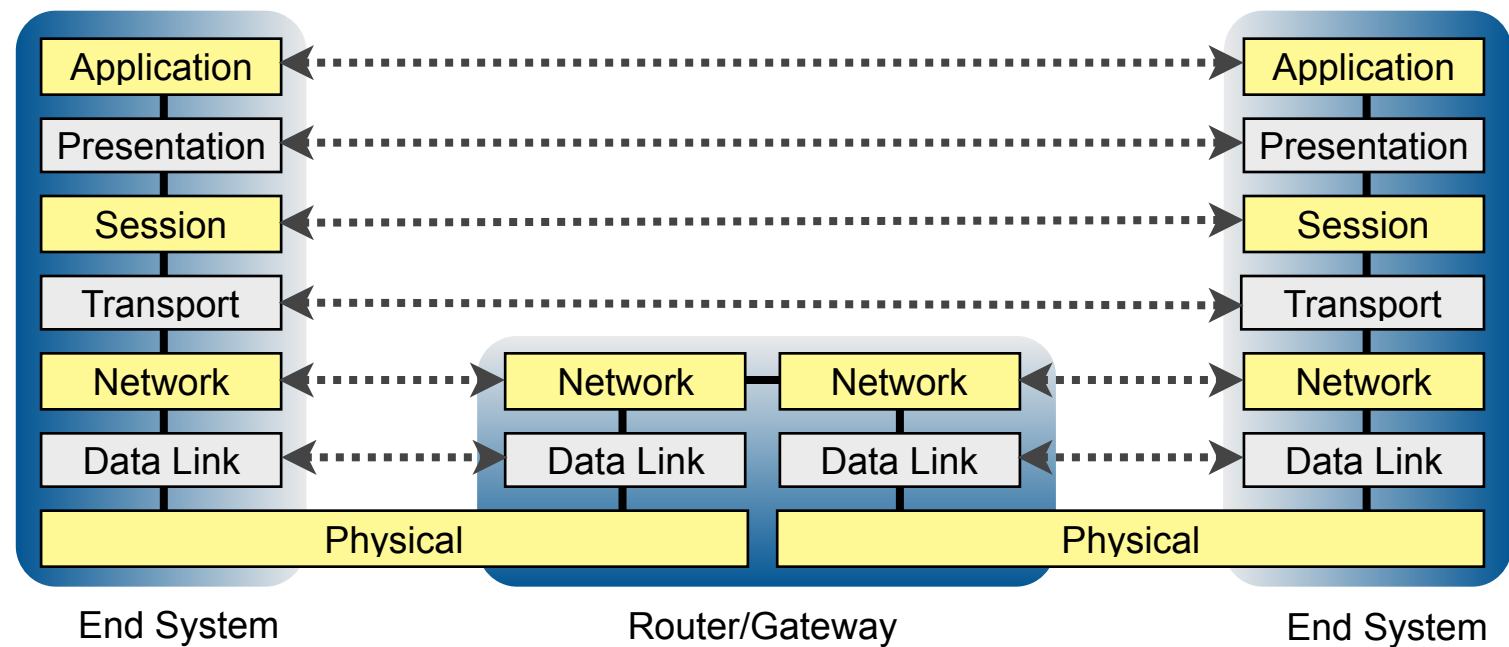 Application
Application
Presentation
Presentation
Session
Session
Transport
Transport
Network
Network
Network
Network
Data Link
Data Link
Data Link
Data Link
Physical
Physical
End System
Router/Gateway
End System